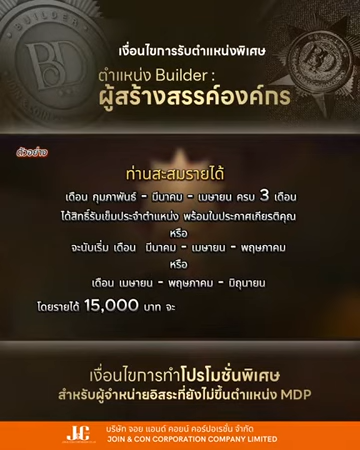 BUILDER
BD
เงื่อนไขการรับตำแหน่งพิเศษ
ตำแหน่ง Builder :
ผู้สร้างสรรค์องค์กร
ตัวอย่าง
ท่านสะสมรายได้
เดือน กุมภาพันธ์ - มีนาคม - เมษายน ครบ 3 เดือน
ได้สิทธิ์รับเข็มประจำตำแหน่ง พร้อมใบประกาศเกียรติคุณ
หรือ
จะนับเริ่ม เดือน มีนาคม - เมษายน - พฤษภาคม
หรือ
เดือน เมษายน - พฤษภาคม - มิถุนายน
โดยรายได้ 15,000 บาท จะ
เงื่อนไขการทำโปรโมชั่นพิเศษ
สำหรับผู้จำหน่ายอิสระที่ยังไม่ขึ้นตำแหน่ง MDP
J&C
บริษัท จอย แอนด์ คอยน์ คอร์ปอเรชั่น จำกัด
JOIN & CON CORPORATION COMPANY LIMITED